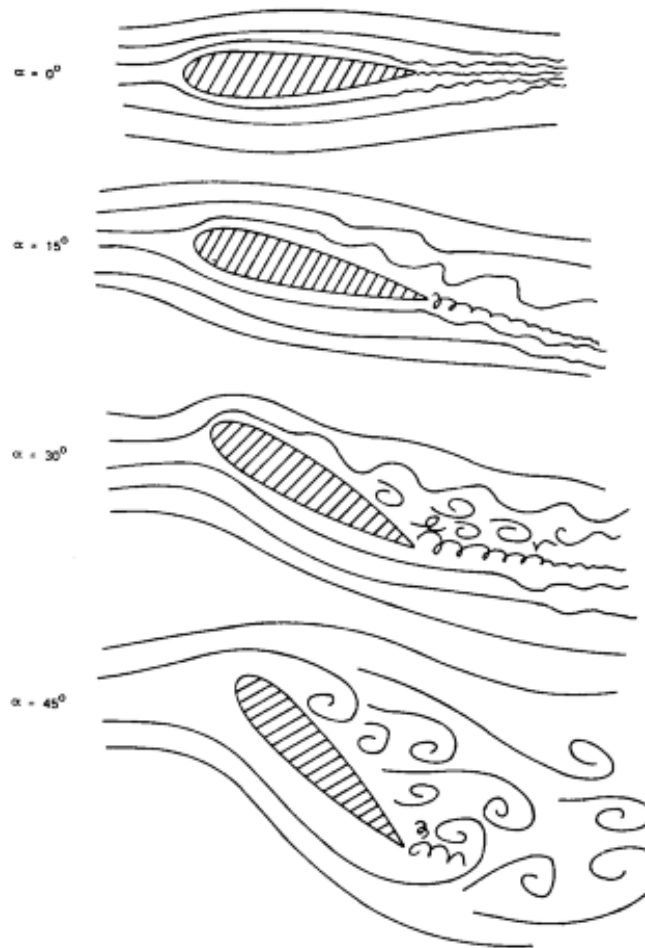 α = 0°
α = 15°
α = 30°
α = 45°